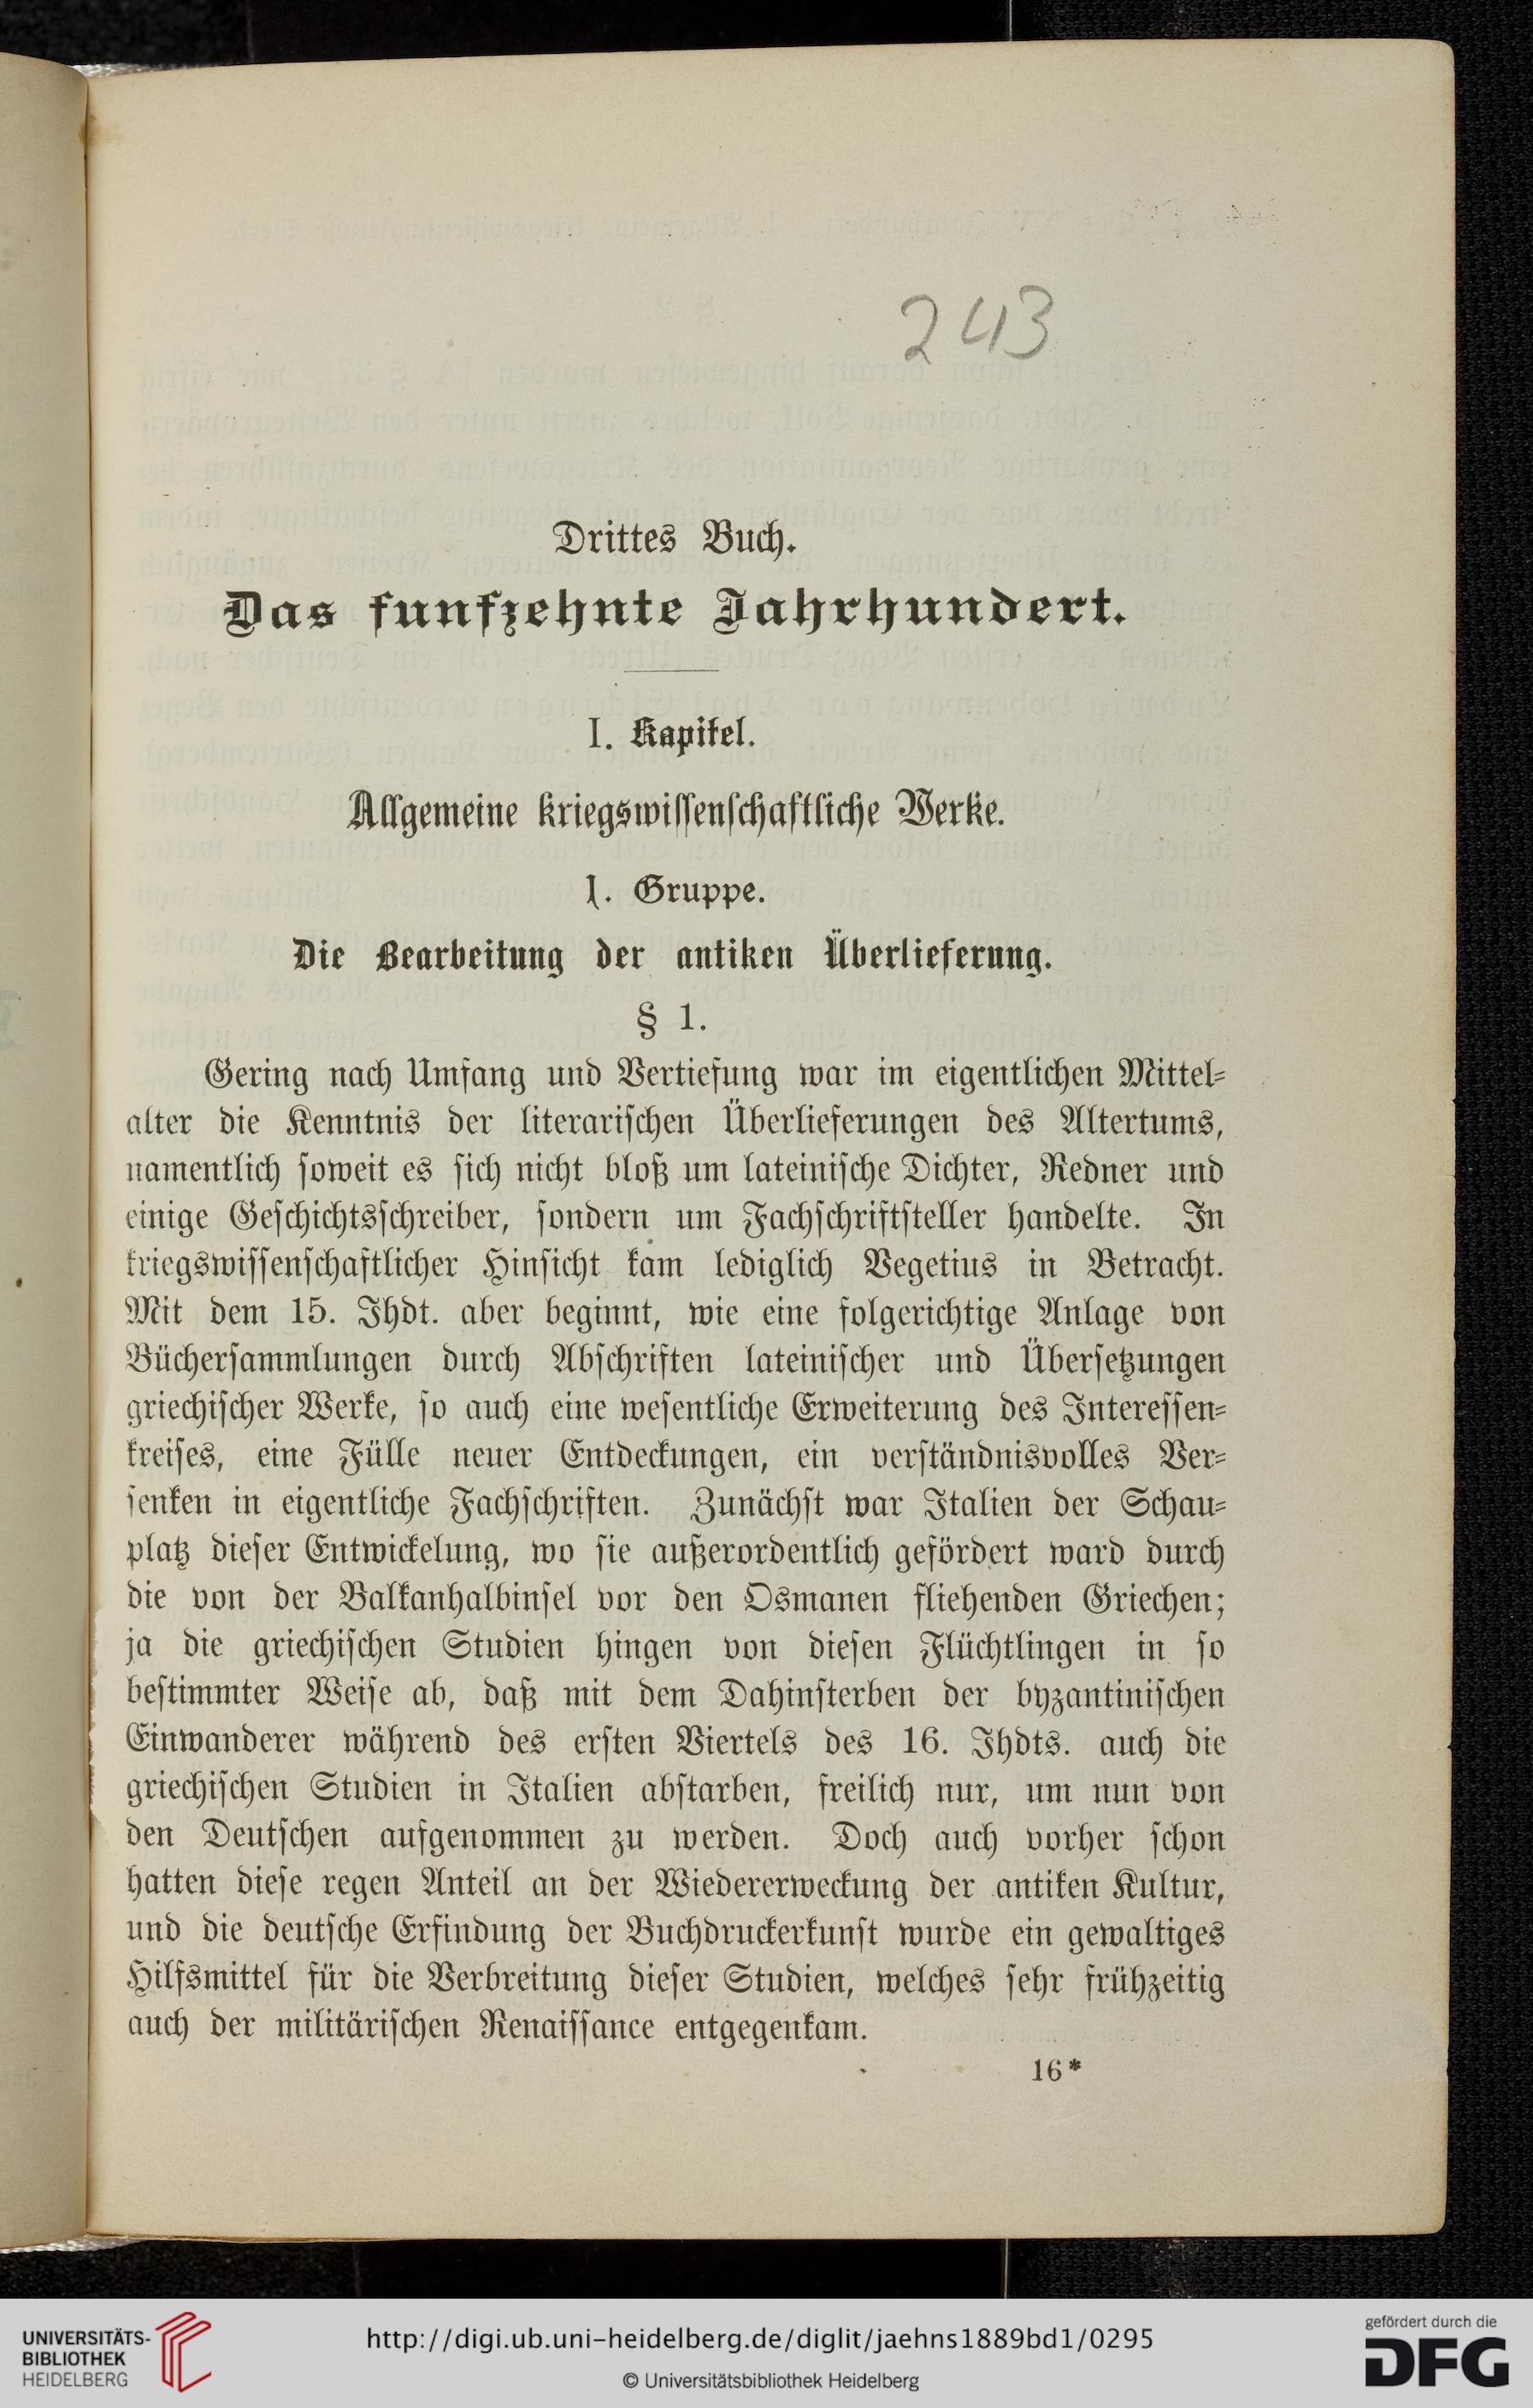 243
Drittes Buch.
Das funfzehnte Jahrhundert.
I. Kapitel.
Allgemeine kriegswissenschaftliche Werke.
1. Gruppe.
Die Bearbeitung der antiken Überlieferung.
§ 1.
Gering nach Umfang und Vertiefung war im eigentlichen Mittel-
alter die Kenntnis der literarischen Überlieferungen des Altertums,
namentlich soweit es sich nicht bloß um lateinische Dichter, Redner und
einige Geschichtsschreiber, sondern um Fachschriftsteller handelte. In
kriegswissenschaftlicher Hinsicht kam lediglich Vegetius in Betracht.
Mit dem 15. Jhdt. aber beginnt, wie eine folgerichtige Anlage von
Büchersammlungen durch Abschriften lateinischer und Übersetzungen
griechischer Werke, so auch eine wesentliche Erweiterung des Interessen-
kreises, eine Fülle neuer Entdeckungen, ein verständnisvolles Ver-
senken in eigentliche Fachschriften. Zunächst war Italien der Schau-
platz dieser Entwickelung, wo sie außerordentlich gefördert ward durch
die von der Balkanhalbinsel vor den Osmanen fliehenden Griechen;
ja die griechischen Studien hingen von diesen Flüchtlingen in so
bestimmter Weise ab, daß mit dem Dahinsterben der byzantinischen
Einwanderer während des ersten Viertels des 16. Jhdts. auch die
griechischen Studien in Italien abstarben, freilich nur, um nun von
den Deutschen aufgenommen zu werden. Doch auch vorher schon
hatten diese regen Anteil an der Wiedererweckung der antiken Kultur,
und die deutsche Erfindung der Buchdruckerkunst wurde ein gewaltiges
Hilfsmittel für die Verbreitung dieser Studien, welches sehr frühzeitig
auch der militärischen Renaissance entgegenkam.
16*
UNIVERSITÄTS-
BIBLIOTHEK
HEIDELBERG
http://digi.ub.uni-heidelberg.de/diglit/jaehns1889bd1/0295
© Universitätsbibliothek Heidelberg
gefördert durch die
DFG